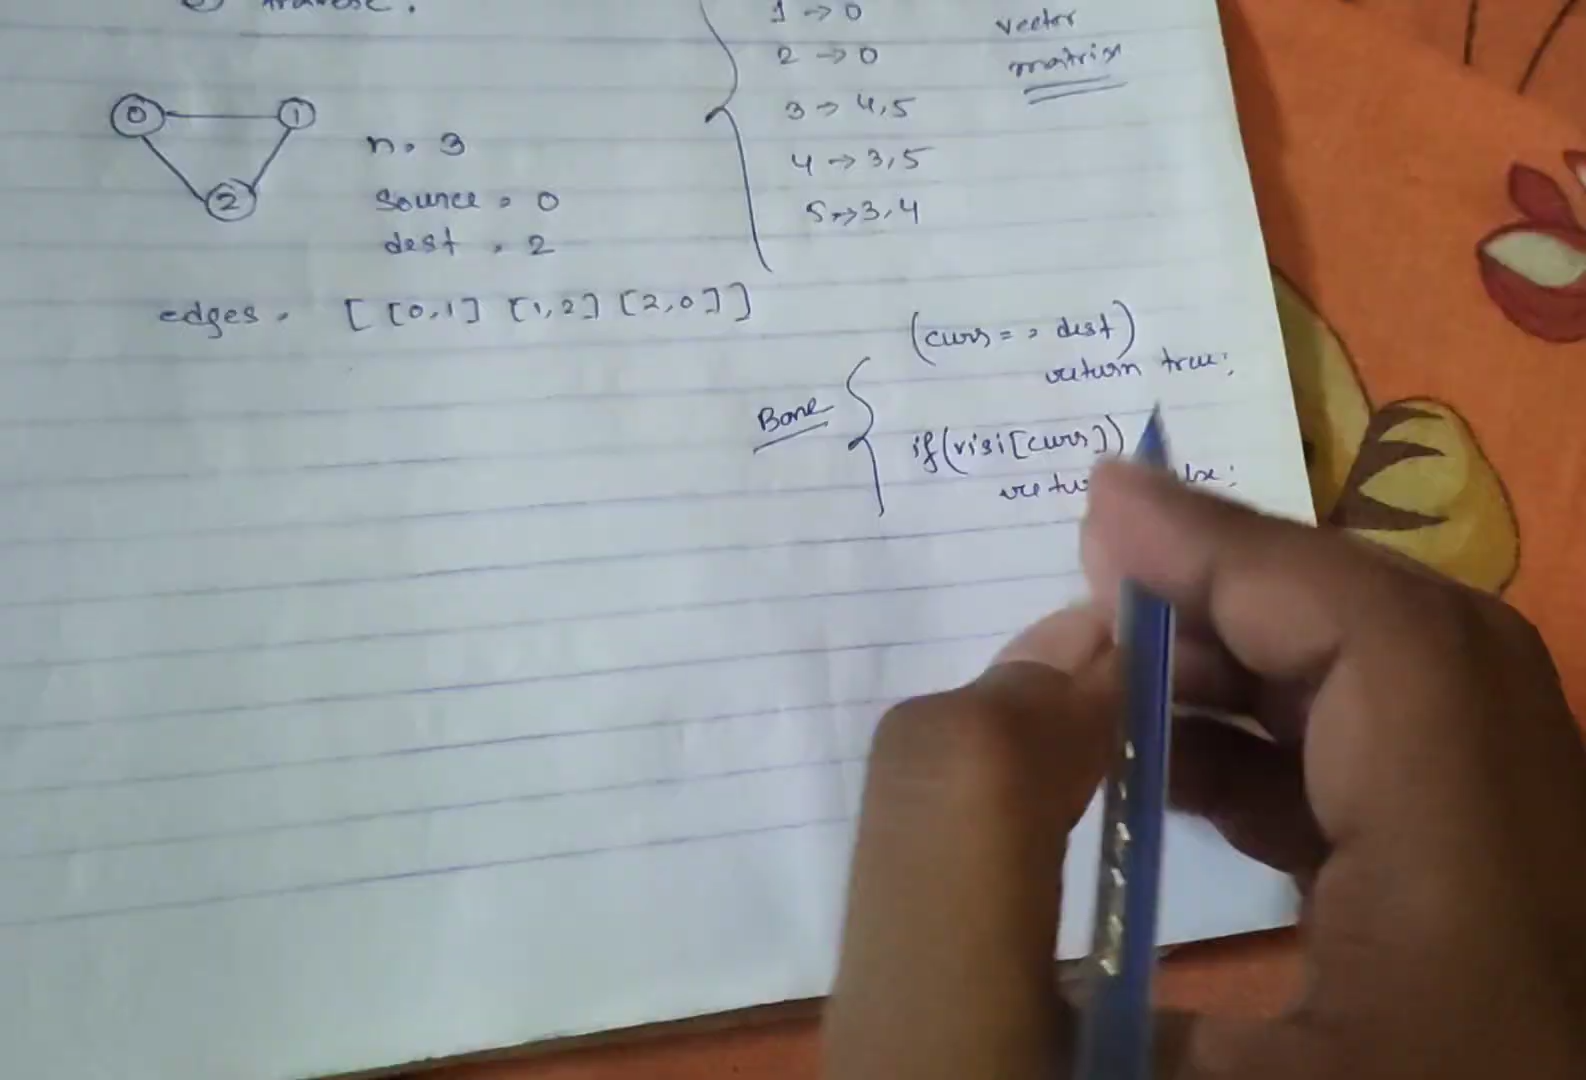 Traverse.
1 → 0
2 → 0
3 → 4,5
4 → 3,5
5 → 3,4
vector
matrix
0
1
2
n = 3
source = 0
dest = 2
edges = [ [0,1] [1,2] [2,0] ]
Base
(curr == dest)
return true;
if(visi[curr])